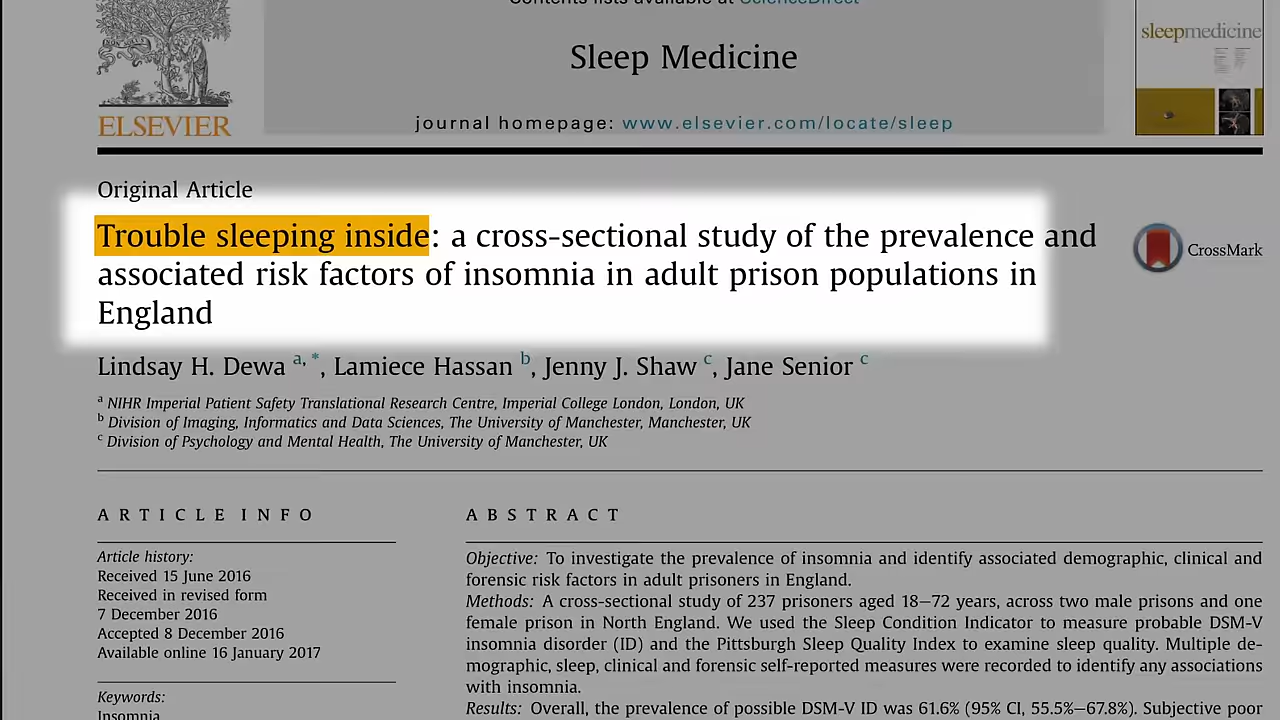 Contents lists available at ScienceDirect
Sleep Medicine
sleepmedicine
ELSEVIER
journal homepage: www.elsevier.com/locate/sleep
Original Article
Trouble sleeping inside: a cross-sectional study of the prevalence and
associated risk factors of insomnia in adult prison populations in
England
CrossMark
Lindsay H. Dewa a, *, Lamiece Hassan b, Jenny J. Shaw c, Jane Senior c
a NIHR Imperial Patient Safety Translational Research Centre, Imperial College London, London, UK
b Division of Imaging, Informatics and Data Sciences, The University of Manchester, Manchester, UK
c Division of Psychology and Mental Health, The University of Manchester, UK
ARTICLE INFO
Article history:
Received 15 June 2016
Received in revised form
7 December 2016
Accepted 8 December 2016
Available online 16 January 2017
Keywords:
Insomnia
ABSTRACT
Objective: To investigate the prevalence of insomnia and identify associated demographic, clinical and
forensic risk factors in adult prisoners in England.
Methods: A cross-sectional study of 237 prisoners aged 18–72 years, across two male prisons and one
female prison in North England. We used the Sleep Condition Indicator to measure probable DSM-V
insomnia disorder (ID) and the Pittsburgh Sleep Quality Index to examine sleep quality. Multiple de-
mographic, sleep, clinical and forensic self-reported measures were recorded to identify any associations
with insomnia.
Results: Overall, the prevalence of possible DSM-V ID was 61.6% (95% CI, 55.5%–67.8%). Subjective poor